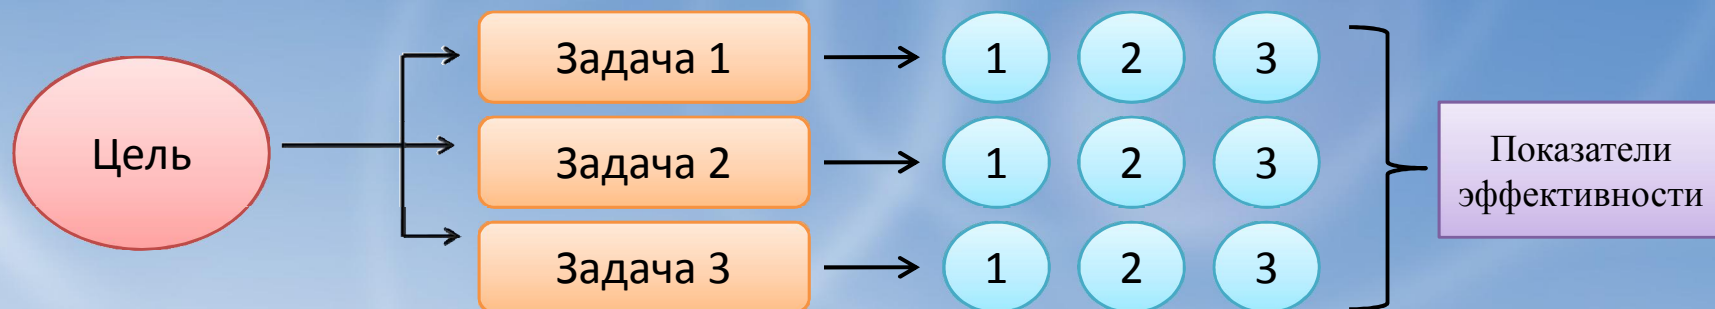 Цель
Задача 1
1 2 3
Задача 2
1 2 3
Задача 3
1 2 3
Показатели
эффективности